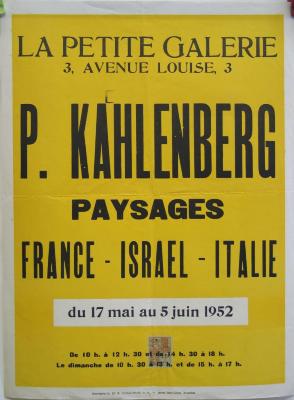 LA PETITE GALERIE
3, AVENUE LOUISE, 3
P. KAHLENBERG
PAYSAGES
FRANCE - ISRAEL - ITALIE
du 17 mai au 5 juin 1952
De 10 h. à 12 h. 30 et de 14 h. 30 à 18 h.
Le dimanche de 10 h. 30 à 13 h. et de 15 h. à 17 h.